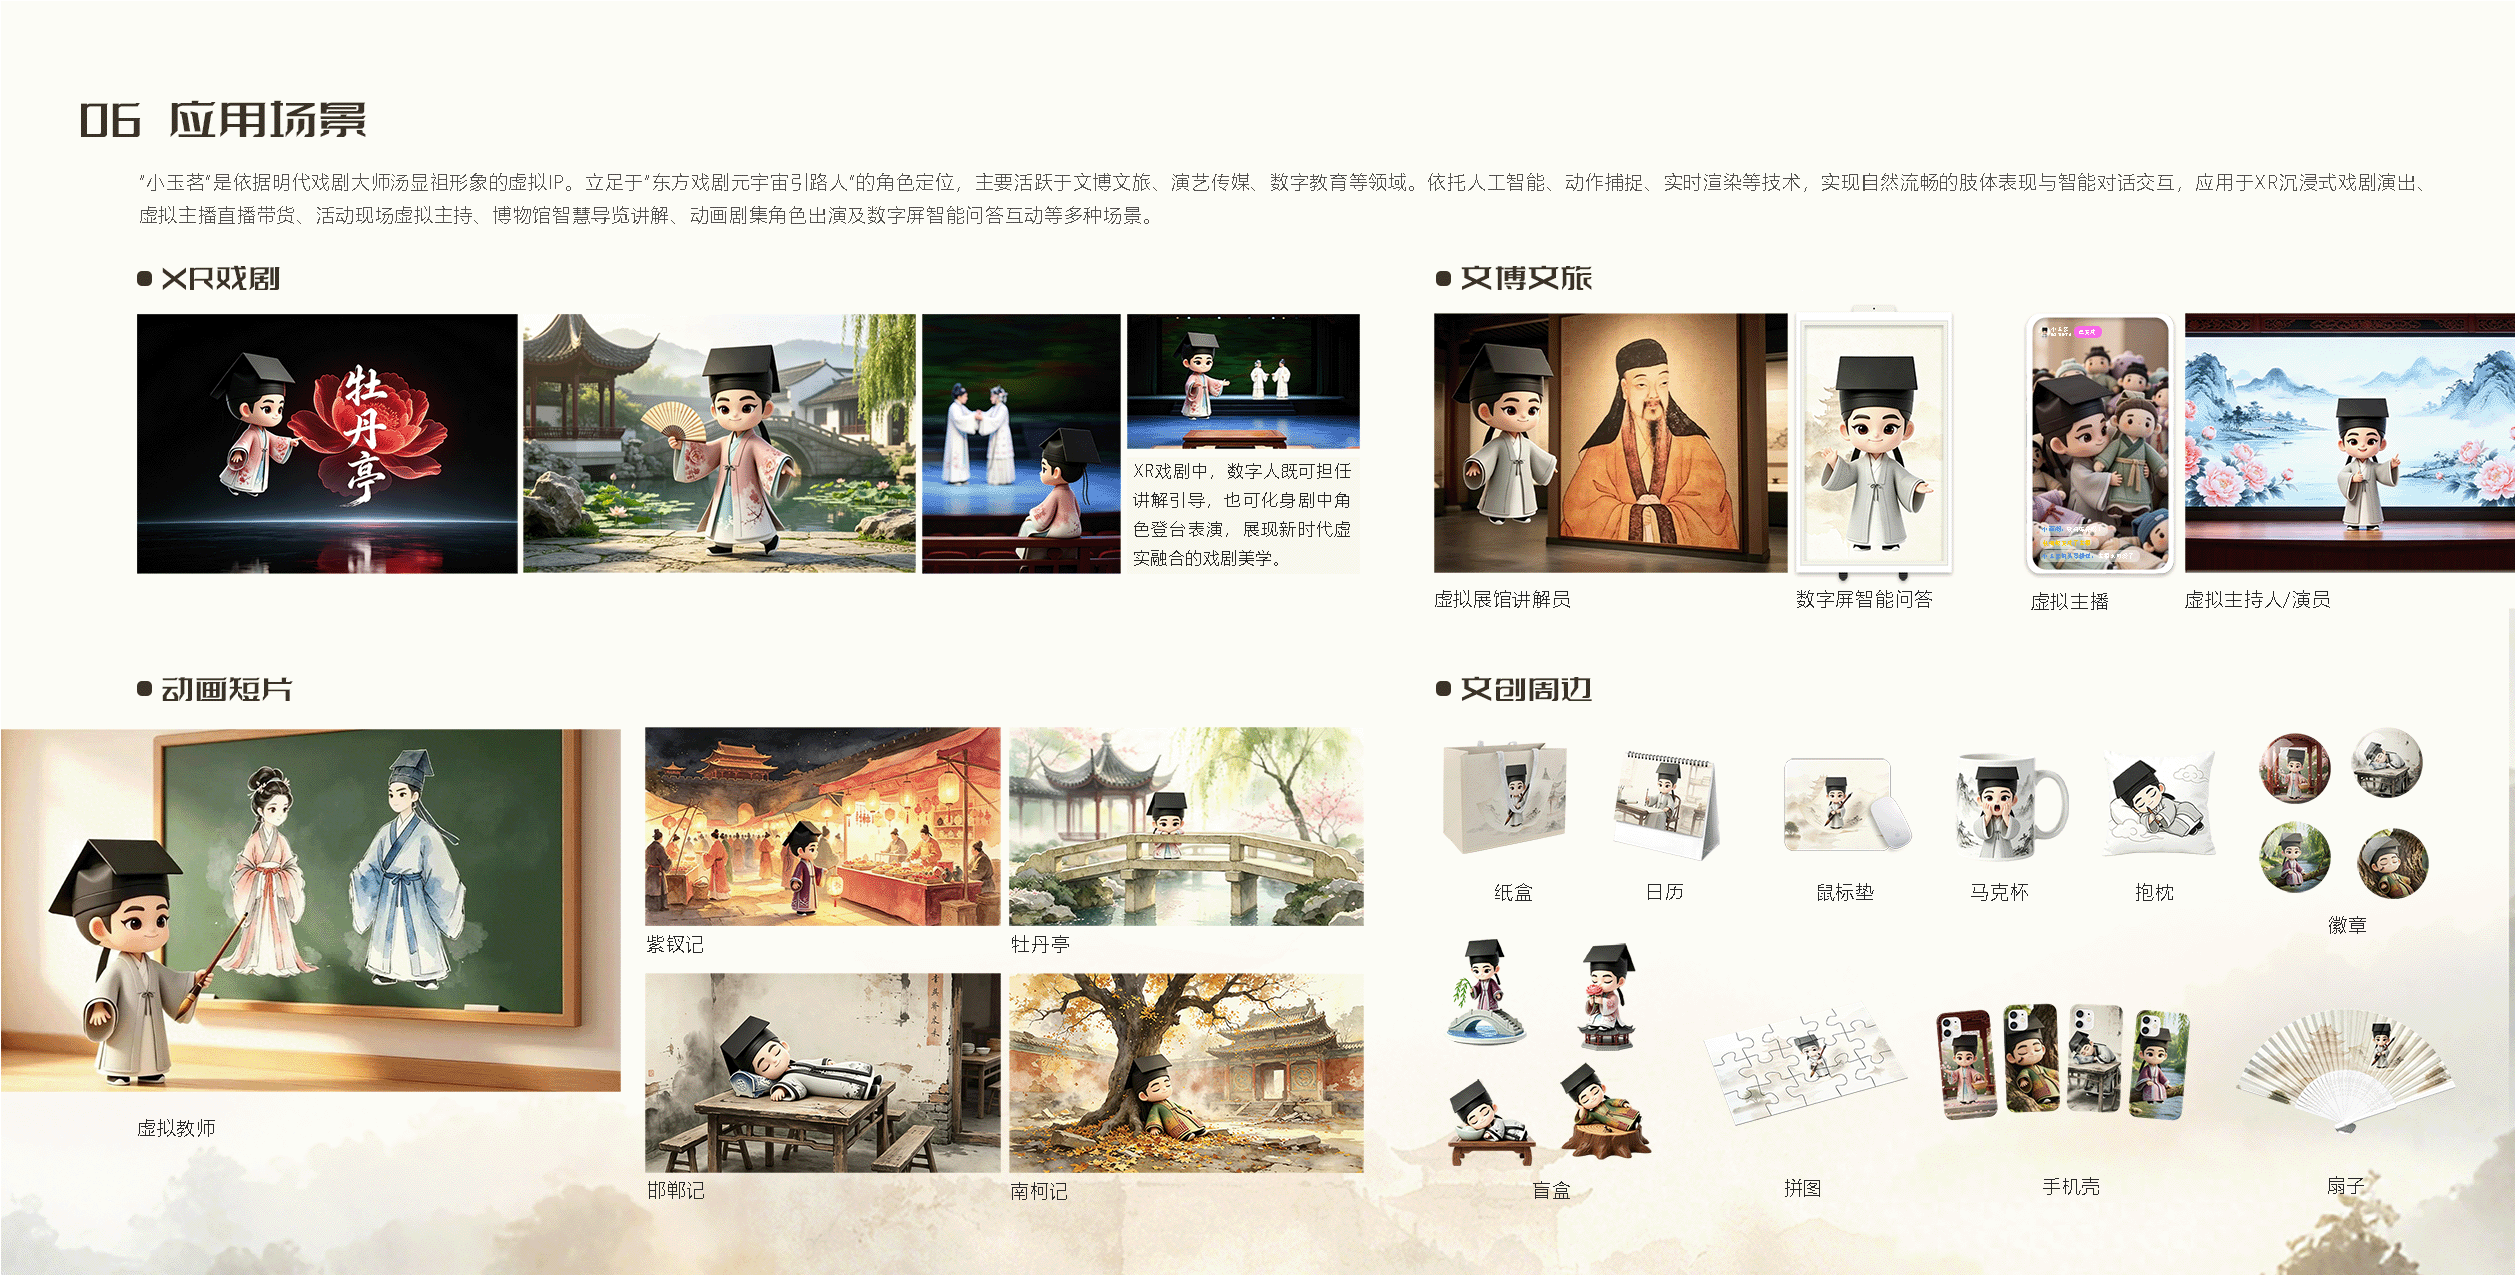 06 应用场景
“小玉茗”是依据明代戏剧大师汤显祖形象的虚拟IP。立足于“东方戏剧元宇宙引路人”的角色定位，主要活跃于文博文旅、演艺传媒、数字教育等领域。依托人工智能、动作捕捉、实时渲染等技术，实现自然流畅的肢体表现与智能对话交互，应用于XR沉浸式戏剧演出、
虚拟主播直播带货、活动现场虚拟主持、博物馆智慧导览讲解、动画剧集角色出演及数字屏智能问答互动等多种场景。
XR戏剧
牡丹亭
XR戏剧中，数字人既可担任
讲解引导，也可化身剧中角
色登台表演，展现新时代虚
实融合的戏剧美学。
文博文旅
小玉茗
虚拟展馆讲解员
数字屏智能问答
虚拟主播
虚拟主持人/演员
动画短片
虚拟教师
紫钗记
牡丹亭
邯郸记
南柯记
文创周边
纸盒
日历
鼠标垫
马克杯
抱枕
徽章
盲盒
拼图
手机壳
扇子